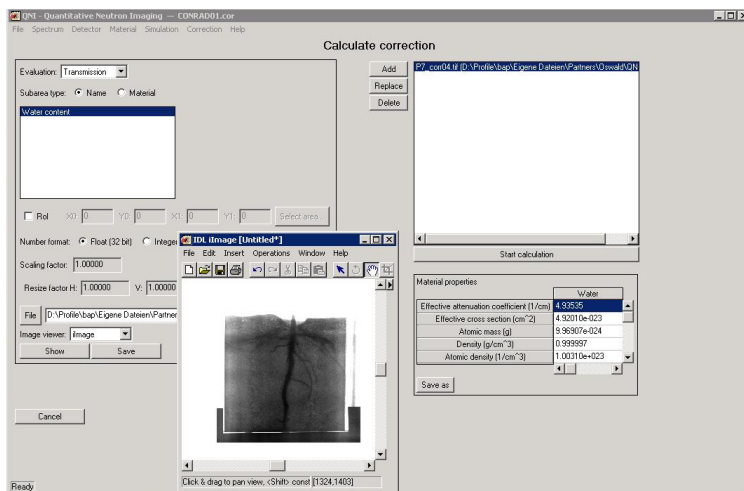 QNI - Quantitative Neutron Imaging — CONRAD01.cor
File Spectrum Detector Material Simulation Correction Help
Calculate correction
Evaluation: Transmission
Subarea type: Name Material
Water content
RoI X0: 0 Y0: 0 X1: 0 Y1: 0 Select area...
Number format: Float (32 bit) Integer
Scaling factor: 1.00000
Resize factor H: 1.00000 V: 1.00000
File D:\Profile\bap\Eigene Dateien\Partner
Image viewer: iImage
Show Save
Cancel
Ready
IDL iImage [Untitled*]
File Edit Insert Operations Window Help
Click & drag to pan view, <Shift> const [1324,1403]
Add
Replace
Delete
P7_corr04.tif (D:\Profile\bap\Eigene Dateien\Partners\Oswald\QN
Start calculation
Material properties
Water
Effective attenuation coefficient (1/cm) 4.93535
Effective cross section (cm^2) 4.92010e-023
Atomic mass (g) 9.96907e-024
Density (g/cm^3) 0.999997
Atomic density (1/cm^3) 1.00310e+023
Save as